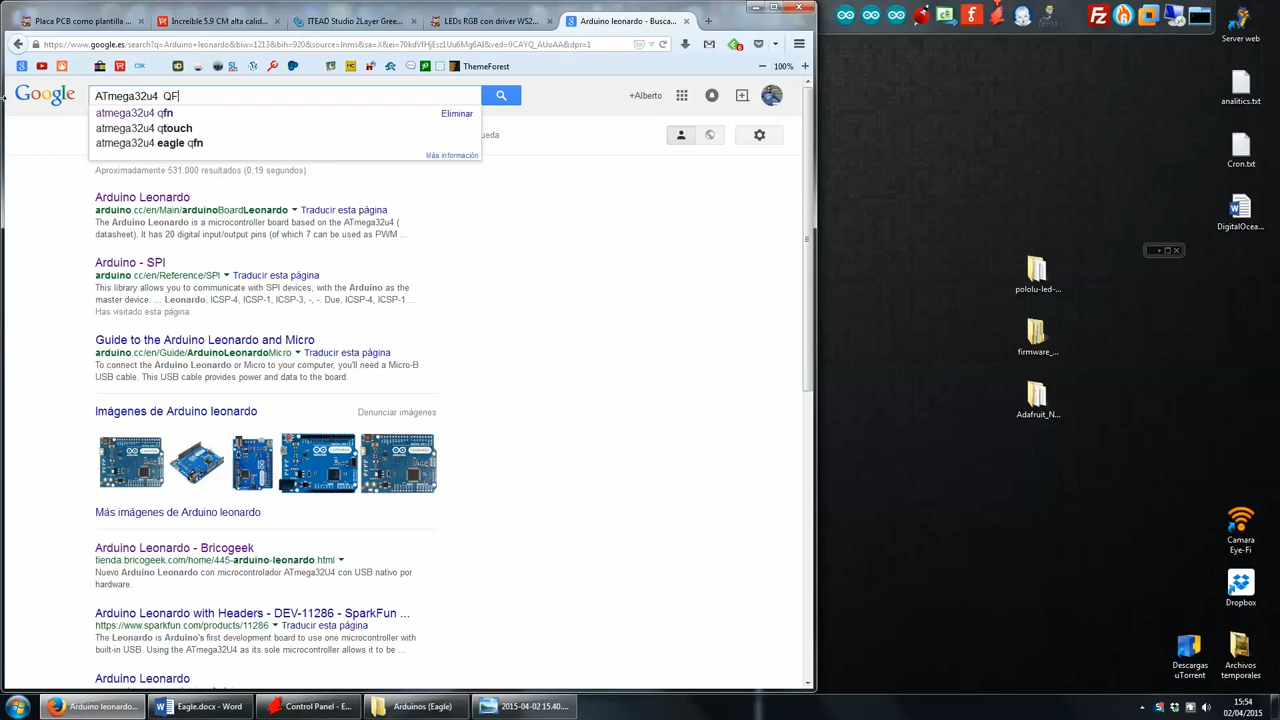 Placa PCB como plantilla ...
Increible 5.9 CM alta calid...
ITEAD Studio 2Layer Gree...
LEDs RGB con driver WS2...
Arduino leonardo - Busca...
https://www.google.es/search?q=Arduino+leonardo&biw=1213&bih=920&source=lnms&sa=X&ei=70kdVfHjEsz1Uu6Mg6AI&ved=0CAYQ_AUoAA&dpr=1
ThemeForest
100%
Google
ATmega32u4 QF
+Alberto
atmega32u4 qfn
Eliminar
atmega32u4 qtouch
atmega32u4 eagle qfn
Más información
ueda
Aproximadamente 531.000 resultados (0,19 segundos)
Arduino Leonardo
arduino.cc/en/Main/arduinoBoardLeonardo ▾ Traducir esta página
The Arduino Leonardo is a microcontroller board based on the ATmega32u4 (
datasheet). It has 20 digital input/output pins (of which 7 can be used as PWM ...
Arduino - SPI
arduino.cc/en/Reference/SPI ▾ Traducir esta página
This library allows you to communicate with SPI devices, with the Arduino as the
master device. ... Leonardo, ICSP-4, ICSP-1, ICSP-3, -, -. Due, ICSP-4, ICSP-1 ...
Has visitado esta página.
Guide to the Arduino Leonardo and Micro
arduino.cc/en/Guide/ArduinoLeonardoMicro ▾ Traducir esta página
To connect the Arduino Leonardo or Micro to your computer, you'll need a Micro-B
USB cable. This USB cable provides power and data to the board.
Imágenes de Arduino leonardo
Denunciar imágenes
Más imágenes de Arduino leonardo
Arduino Leonardo - Bricogeek
tienda.bricogeek.com/home/445-arduino-leonardo.html ▾
Nuevo Arduino Leonardo con microcontrolador ATmega32U4 con USB nativo por
hardware.
Arduino Leonardo with Headers - DEV-11286 - SparkFun ...
https://www.sparkfun.com/products/11286 ▾ Traducir esta página
The Leonardo is Arduino's first development board to use one microcontroller with
built-in USB. Using the ATmega32U4 as its sole microcontroller allows it to be ...
Arduino Leonardo
Server web
analitics.txt
Cron.txt
DigitalOcea...
pololu-led-...
firmware_...
Adafruit_N...
Camara
Eye-Fi
Dropbox
Descargas
uTorrent
Archivos
temporales
Arduino leonardo...
Eagle.docx - Word
Control Panel - E...
Arduinos (Eagle)
2015-04-02 15.40....
15:54
02/04/2015